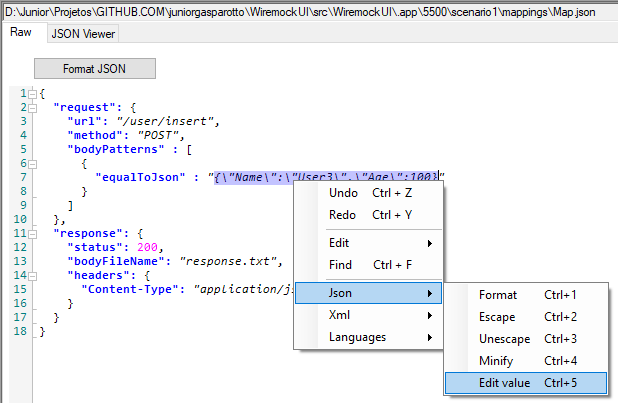 D:\Junior\Projetos\GITHUB.COM\juniorgasparotto\WiremockUI\src\WiremockUI\.app\5500\scenario1\mappings\Map.json
Raw JSON Viewer
Format JSON
1 {
2 "request": {
3 "url": "/user/insert",
4 "method": "POST",
5 "bodyPatterns" : [
6 {
7 "equalToJson" : "{\"Name\":\"User3\",\"Age\":100}"
8 }
9 ]
10 },
11 "response": {
12 "status": 200,
13 "bodyFileName": "response.txt",
14 "headers": {
15 "Content-Type": "application/js
16 }
17 }
18 }
Undo Ctrl + Z
Redo Ctrl + Y
Edit
Find Ctrl + F
Json
Xml
Languages
Format Ctrl+1
Escape Ctrl+2
Unescape Ctrl+3
Minify Ctrl+4
Edit value Ctrl+5